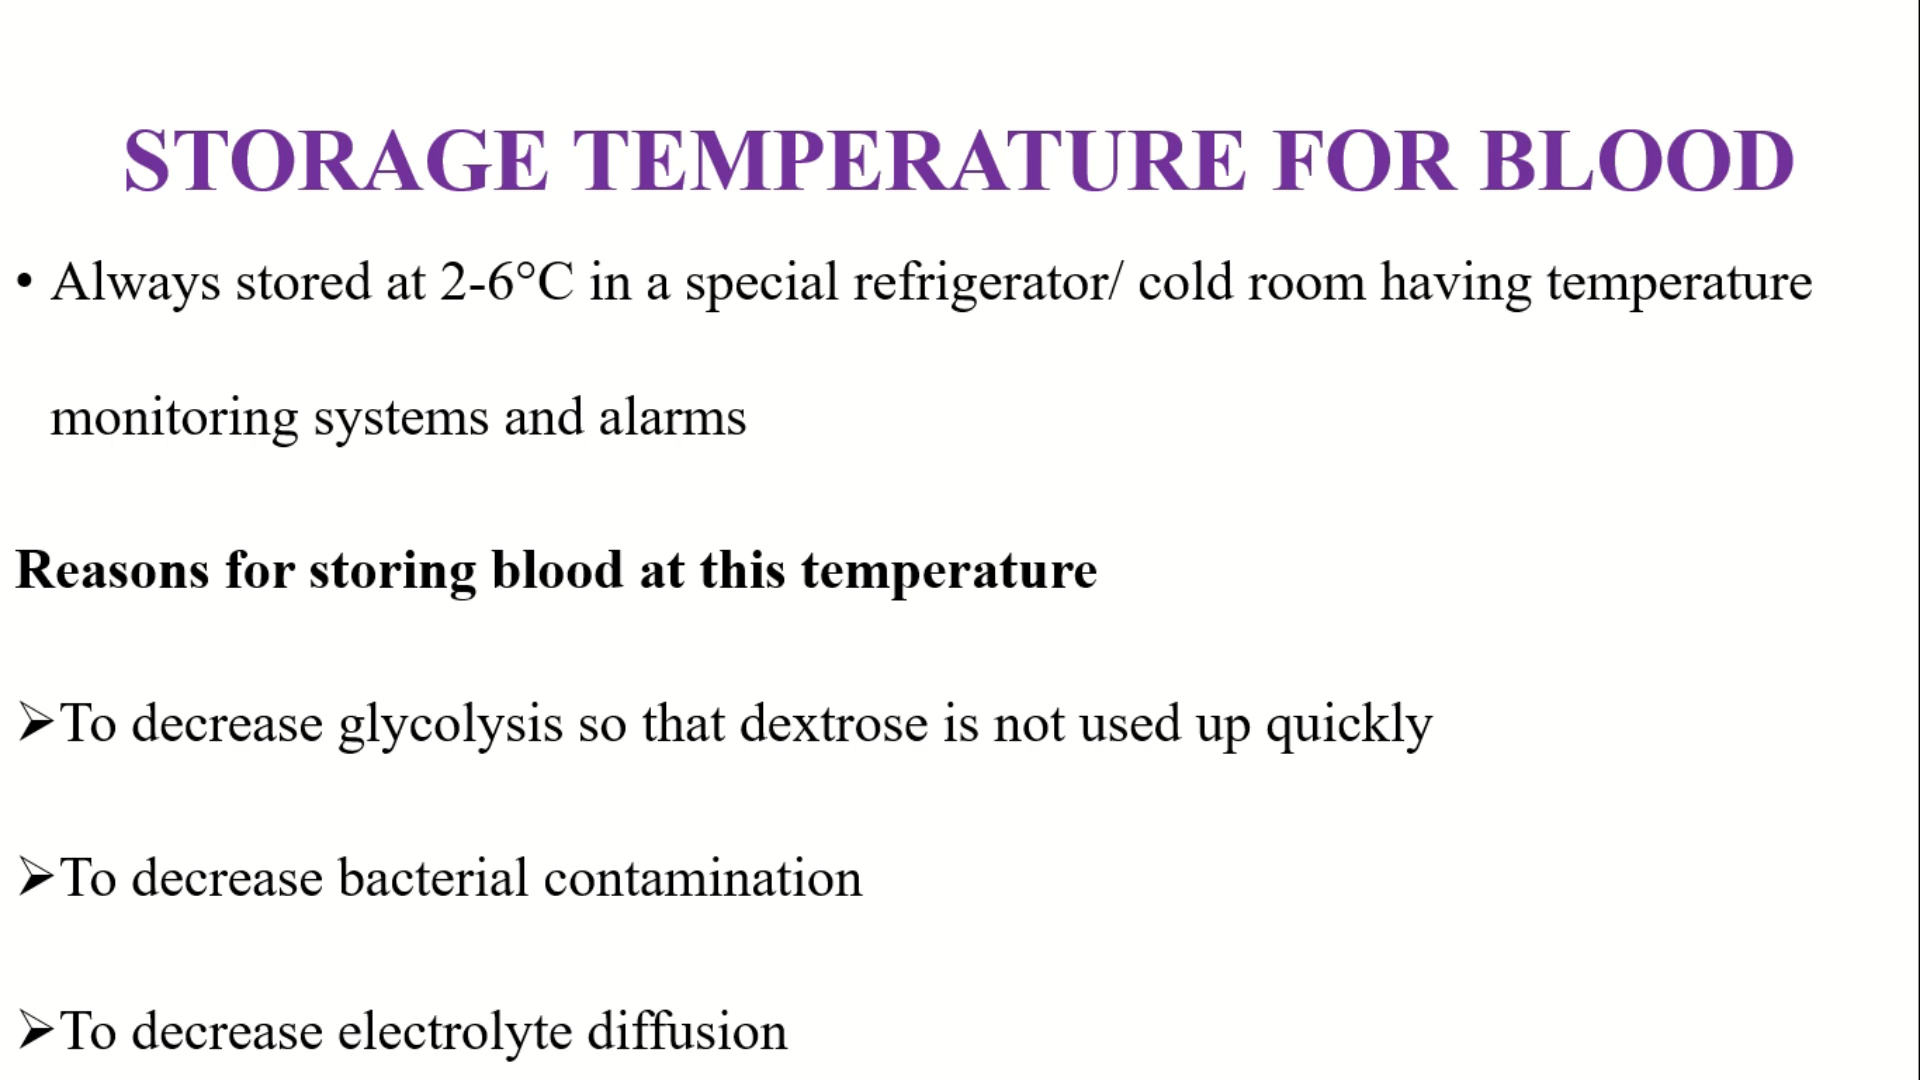 STORAGE TEMPERATURE FOR BLOOD
• Always stored at 2-6°C in a special refrigerator/ cold room having temperature
monitoring systems and alarms
Reasons for storing blood at this temperature
➢To decrease glycolysis so that dextrose is not used up quickly
➢To decrease bacterial contamination
➢To decrease electrolyte diffusion